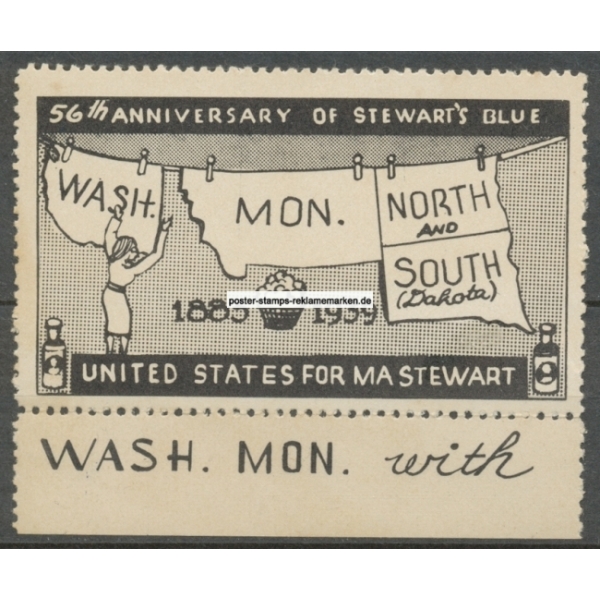 56th ANNIVERSARY OF STEWART'S BLUE
WASH.
MON.
NORTH
AND
SOUTH
(Dakota)
1883 1939
poster-stamps-reklamemarken.de
UNITED STATES FOR MA STEWART
WASH. MON. with